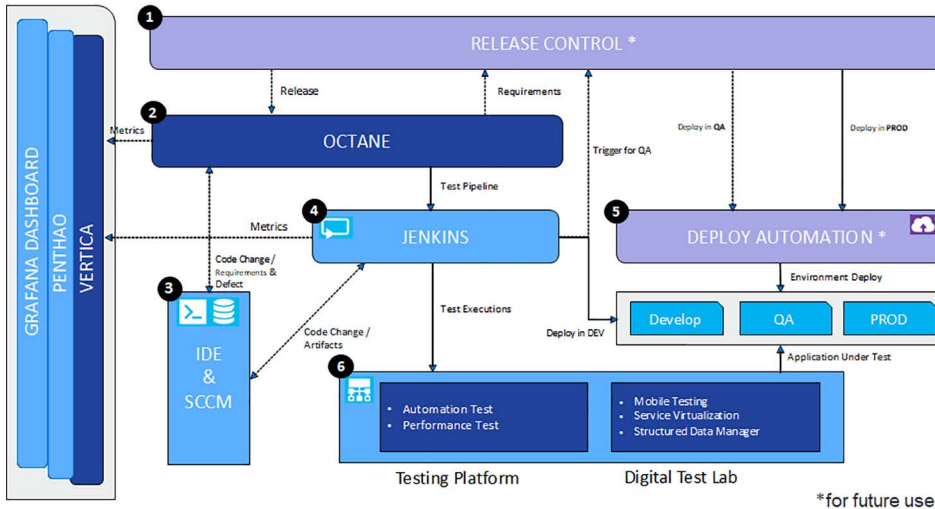 1
RELEASE CONTROL *
Release
Requirements
2
OCTANE
Metrics
Deploy in QA
Deploy in PROD
Trigger for QA
Test Pipeline
4
JENKINS
Metrics
5
DEPLOY AUTOMATION *
Code Change /
Requirements &
Defect
Environment Deploy
3
IDE
&
SCCM
Code Change /
Artifacts
Test Executions
Deploy in DEV
Develop
QA
PROD
Application Under Test
6
• Automation Test
• Performance Test
• Mobile Testing
• Service Virtualization
• Structured Data Manager
Testing Platform
Digital Test Lab
GRAFANA DASHBOARD
PENTHAO
VERTICA
*for future use